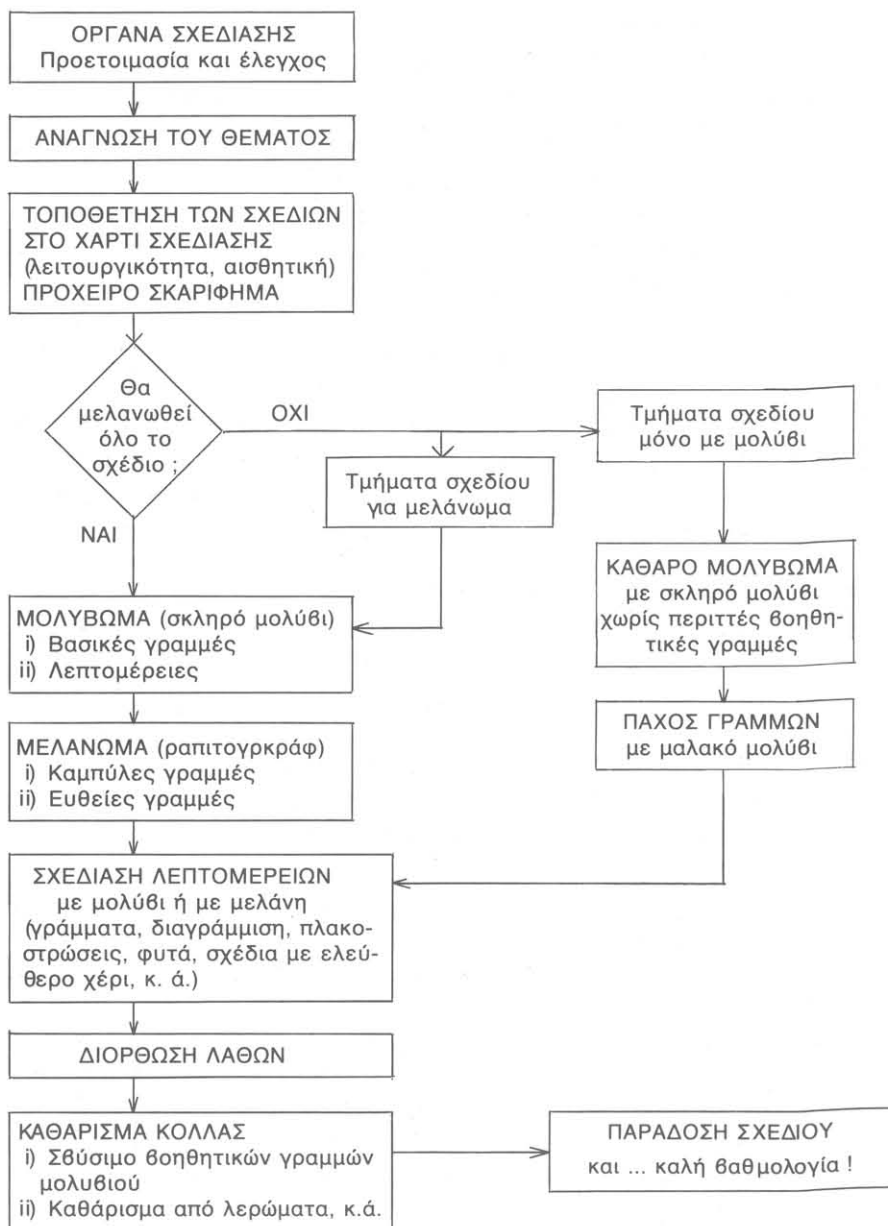 ΟΡΓΑΝΑ ΣΧΕΔΙΑΣΗΣ
Προετοιμασία και έλεγχος
ΑΝΑΓΝΩΣΗ ΤΟΥ ΘΕΜΑΤΟΣ
ΤΟΠΟΘΕΤΗΣΗ ΤΩΝ ΣΧΕΔΙΩΝ
ΣΤΟ ΧΑΡΤΙ ΣΧΕΔΙΑΣΗΣ
(λειτουργικότητα, αισθητική)
ΠΡΟΧΕΙΡΟ ΣΚΑΡΙΦΗΜΑ
Θα
μελανωθεί
όλο το
σχέδιο ;
ΟΧΙ
ΝΑΙ
Τμήματα σχεδίου
για μελάνωμα
Τμήματα σχεδίου
μόνο με μολύβι
ΚΑΘΑΡΟ ΜΟΛΥΒΩΜΑ
με σκληρό μολύβι
χωρίς περιττές βοηθη-
τικές γραμμές
ΠΑΧΟΣ ΓΡΑΜΜΩΝ
με μαλακό μολύβι
ΜΟΛΥΒΩΜΑ (σκληρό μολύβι)
i) Βασικές γραμμές
ii) Λεπτομέρειες
ΜΕΛΑΝΩΜΑ (ραπιτογρκράφ)
i) Καμπύλες γραμμές
ii) Ευθείες γραμμές
ΣΧΕΔΙΑΣΗ ΛΕΠΤΟΜΕΡΕΙΩΝ
με μολύβι ή με μελάνη
(γράμματα, διαγράμμιση, πλακο-
στρώσεις, φυτά, σχέδια με ελεύ-
θερο χέρι, κ. ά.)
ΔΙΟΡΘΩΣΗ ΛΑΘΩΝ
ΚΑΘΑΡΙΣΜΑ ΚΟΛΛΑΣ
i) Σβύσιμο βοηθητικών γραμμών
μολυβιού
ii) Καθάρισμα από λερώματα, κ.ά.
ΠΑΡΑΔΟΣΗ ΣΧΕΔΙΟΥ
και ... καλή βαθμολογία !